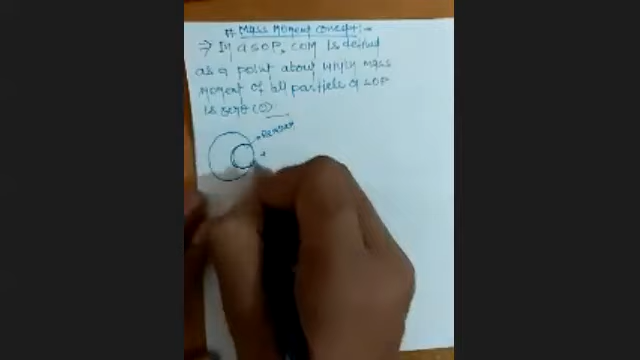 # Mass Moment Concept :-
⇒ In a SOP, COM is defined
as a point about which mass
moment of all particle of SOP
is zero (0)